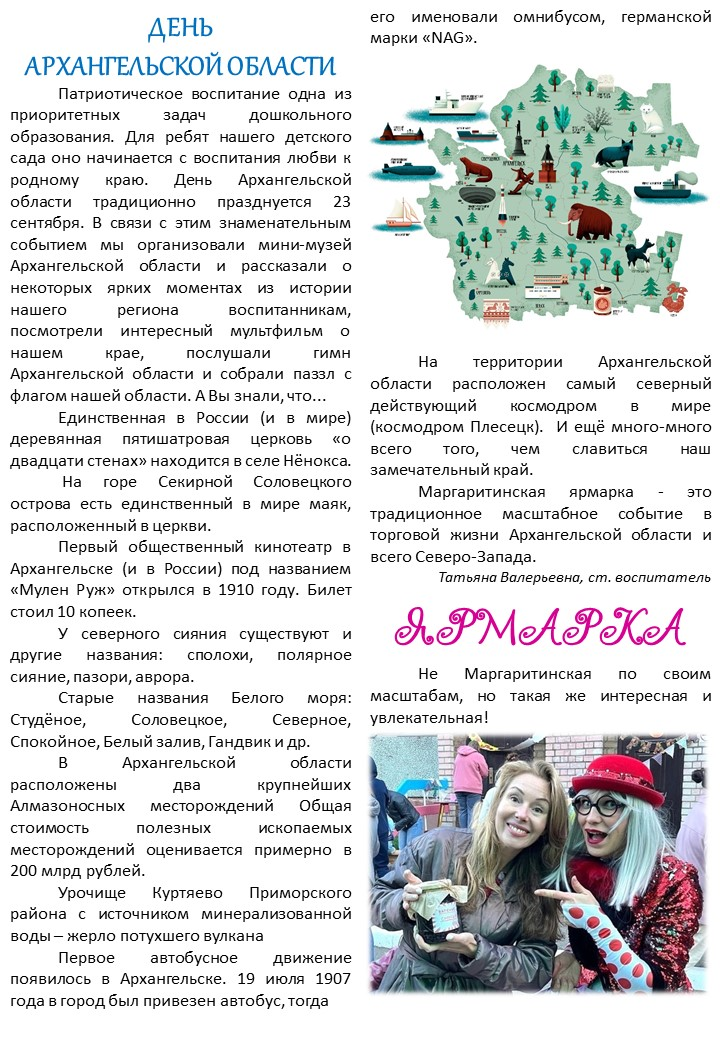 ДЕНЬ
АРХАНГЕЛЬСКОЙ ОБЛАСТИ
Патриотическое воспитание одна из
приоритетных задач дошкольного
образования. Для ребят нашего детского
сада оно начинается с воспитания любви к
родному краю. День Архангельской
области традиционно празднуется 23
сентября. В связи с этим знаменательным
событием мы организовали мини-музей
Архангельской области и рассказали о
некоторых ярких моментах из истории
нашего региона воспитанникам,
посмотрели интересный мультфильм о
нашем крае, послушали гимн
Архангельской области и собрали паззл с
флагом нашей области. А Вы знали, что…
Единственная в России (и в мире)
деревянная пятишатровая церковь «о
двадцати стенах» находится в селе Нёнокса.
На горе Секирной Соловецкого
острова есть единственный в мире маяк,
расположенный в церкви.
Первый общественный кинотеатр в
Архангельске (и в России) под названием
«Мулен Руж» открылся в 1910 году. Билет
стоил 10 копеек.
У северного сияния существуют и
другие названия: сполохи, полярное
сияние, пазори, аврора.
Старые названия Белого моря:
Студёное, Соловецкое, Северное,
Спокойное, Белый залив, Гандвик и др.
В Архангельской области
расположены два крупнейших
Алмазоносных месторождений Общая
стоимость полезных ископаемых
месторождений оценивается примерно в
200 млрд рублей.
Урочище Куртяево Приморского
района с источником минерализованной
воды – жерло потухшего вулкана
Первое автобусное движение
появилось в Архангельске. 19 июля 1907
года в город был привезен автобус, тогда
его именовали омнибусом, германской
марки «NAG».
На территории Архангельской
области расположен самый северный
действующий космодром в мире
(космодром Плесецк). И ещё много-много
всего того, чем славиться наш
замечательный край.
Маргаритинская ярмарка - это
традиционное масштабное событие в
торговой жизни Архангельской области и
всего Северо-Запада.
Татьяна Валерьевна, ст. воспитатель
ЯРМАРКА
Не Маргаритинская по своим
масштабам, но такая же интересная и
увлекательная!